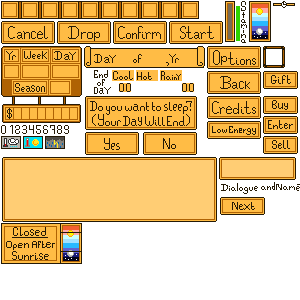 Cancel Drop Confirm Start
Stamina
Yr Week Day
Season
$
0 123456789
Day of ,Yr
End of Day
Cool Hot Rainy
00 00
Do you want to sleep?
(Your Day Will End)
Yes No
Options
Back
Credits
Low Energy
Gift
Buy
Enter
Sell
Dialogue and Name
Next
Closed
Open After
Sunrise